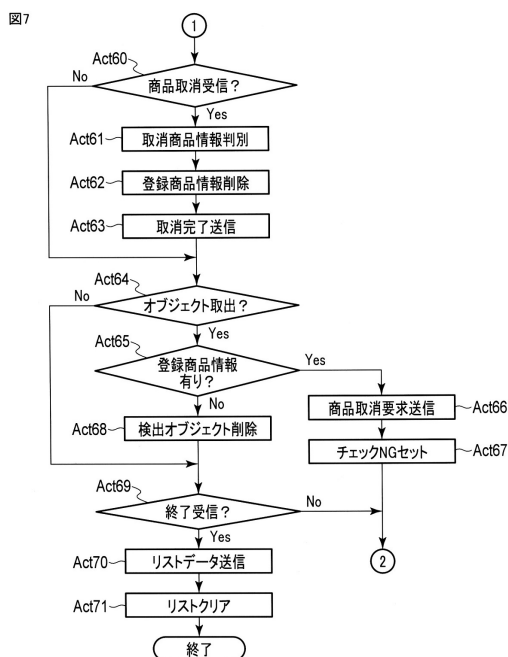 図7
1
Act60
No
商品取消受信？
Yes
Act61
取消商品情報判別
Act62
登録商品情報削除
Act63
取消完了送信
Act64
No
オブジェクト取出？
Yes
Act65
登録商品情報
有り？
Yes
No
商品取消要求送信
Act66
Act68
検出オブジェクト削除
チェックNGセット
Act67
Act69
終了受信？
No
Yes
2
Act70
リストデータ送信
Act71
リストクリア
終了